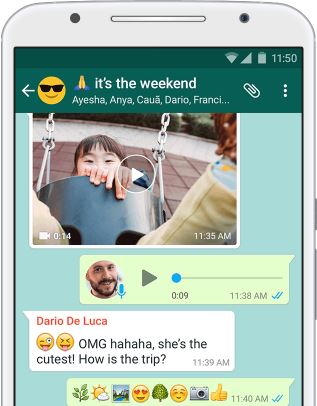 11:50
🙏 it's the weekend
Ayesha, Anya, Cauã, Dario, Franci...
0:14
11:35 AM
0:09
11:38 AM
Dario De Luca
😜😝 OMG hahaha, she's the
cutest! How is the trip?
11:39 AM
🌿🌤️🏞️😍🌳☺️📷👍 11:40 AM